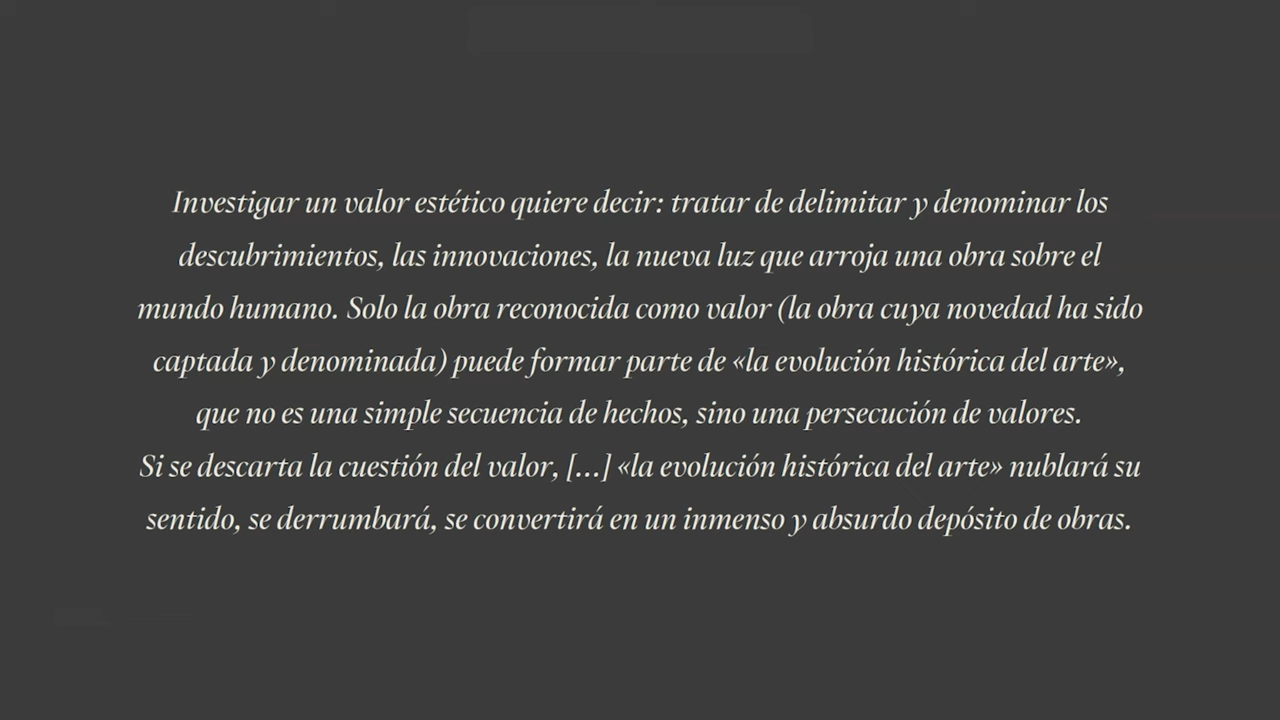 Investigar un valor estético quiere decir: tratar de delimitar y denominar los
descubrimientos, las innovaciones, la nueva luz que arroja una obra sobre el
mundo humano. Solo la obra reconocida como valor (la obra cuya novedad ha sido
captada y denominada) puede formar parte de «la evolución histórica del arte»,
que no es una simple secuencia de hechos, sino una persecución de valores.
Si se descarta la cuestión del valor, [...] «la evolución histórica del arte» nublará su
sentido, se derrumbará, se convertirá en un inmenso y absurdo depósito de obras.